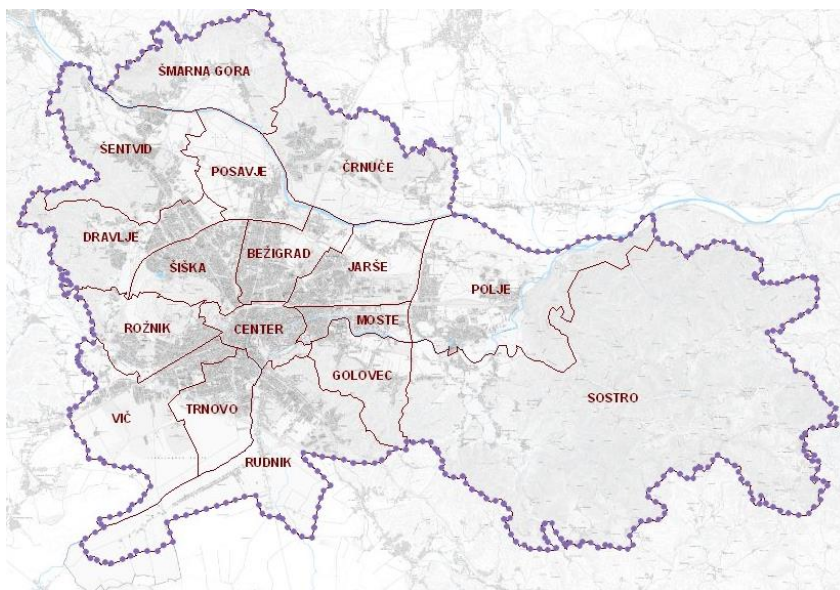 ŠMARNA GORA
ŠENTVID
POSAVJE
ČRNUČE
DRAVLJE
ŠIŠKA
BEŽIGRAD
JARŠE
POLJE
ROŽNIK
CENTER
MOSTE
GOLOVEC
SOSTRO
VIČ
TRNOVO
RUDNIK